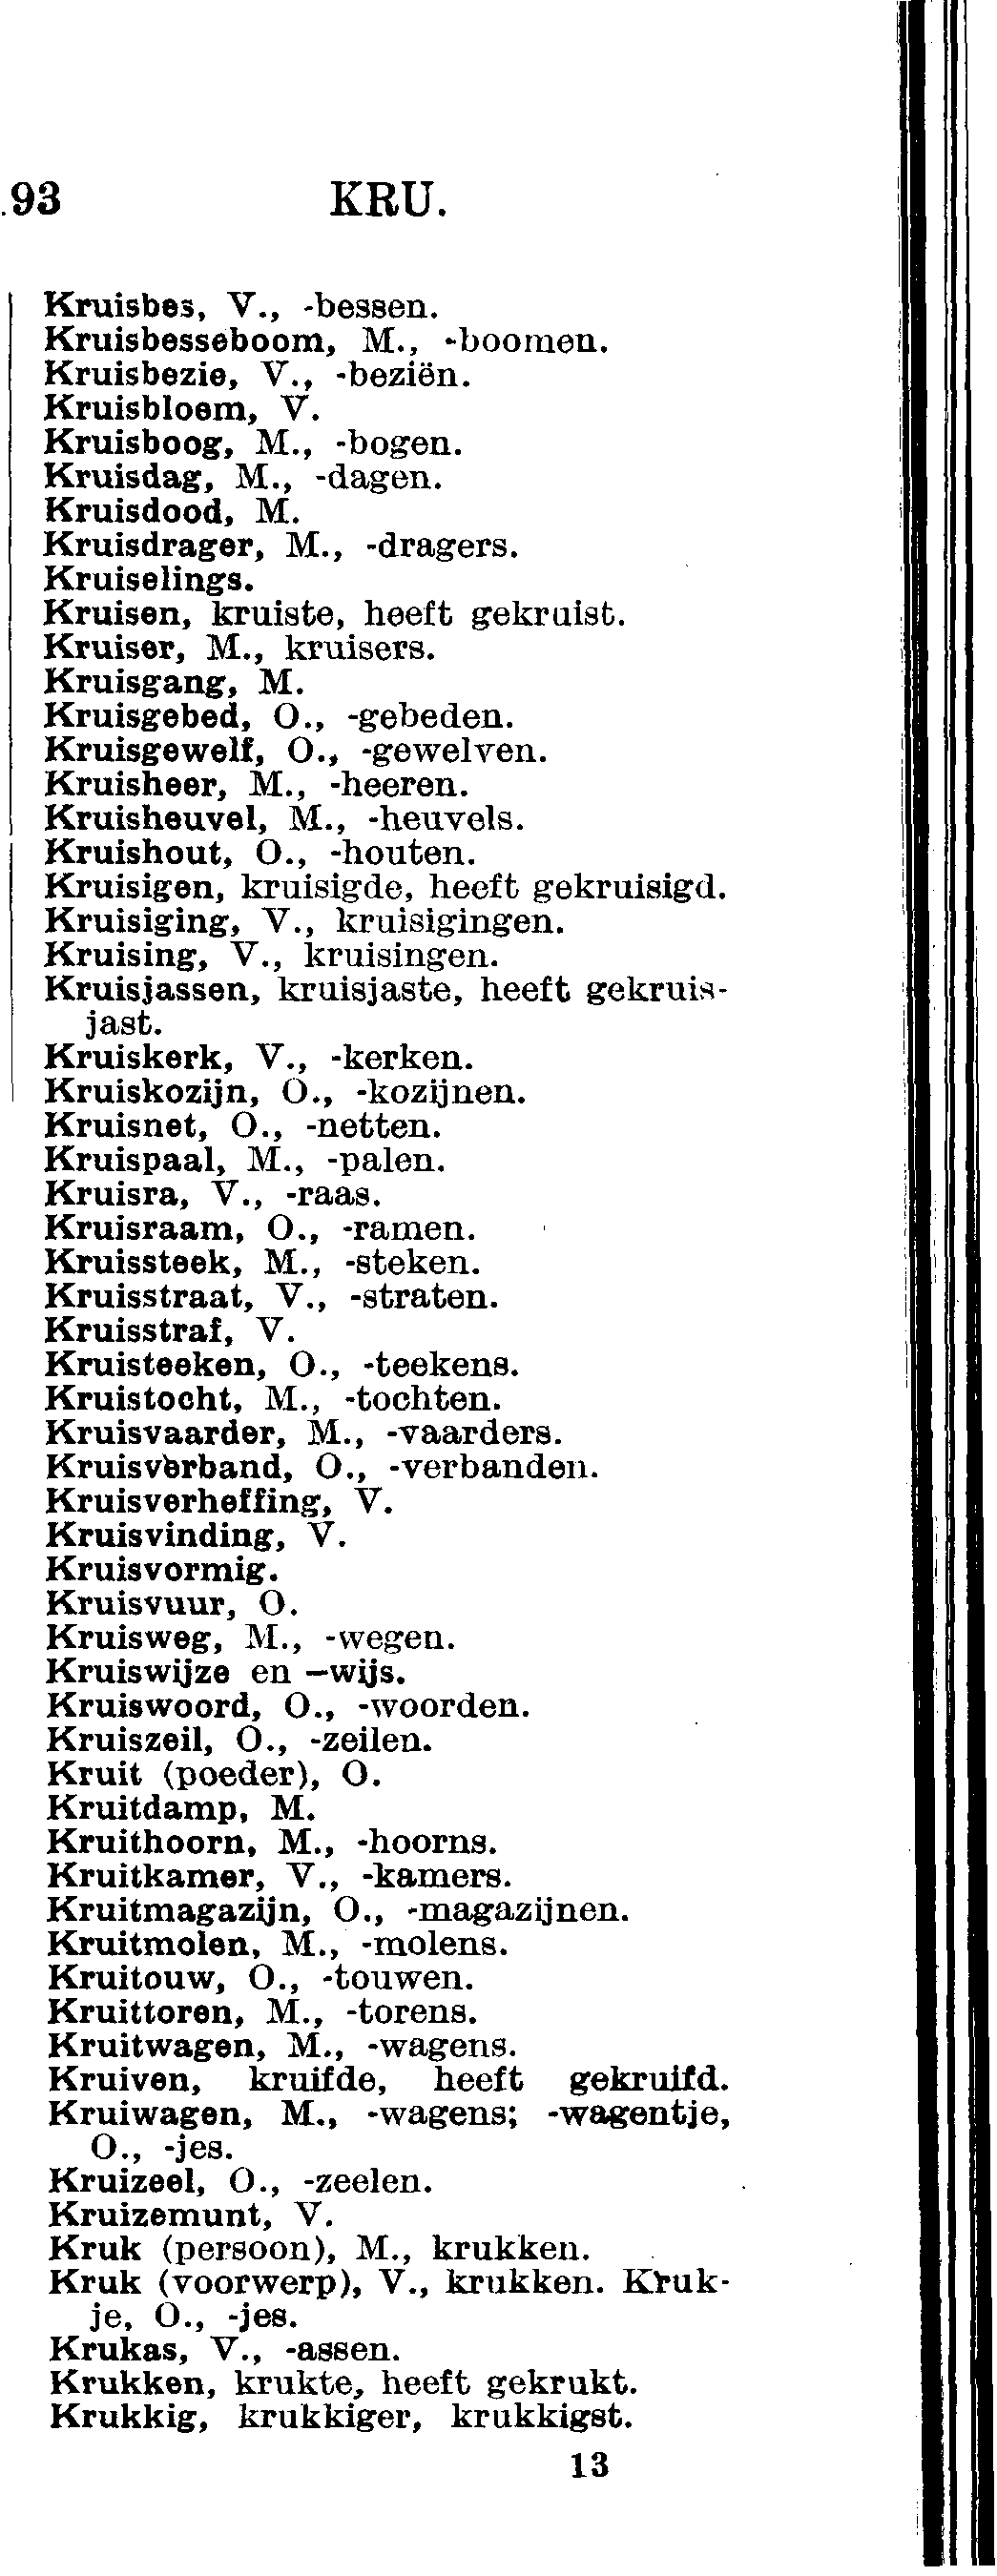 .93 KRU.
Kruisbes, V., -bessen.
Kruisbesseboom, M., -boomen.
Kruisbezie, V., -beziën.
Kruisbloem, V.
Kruisboog, M., -bogen.
Kruisdag, M., -dagen.
Kruisdood, M.
Kruisdrager, M., -dragers.
Kruiselings.
Kruisen, kruiste, heeft gekruist.
Kruiser, M., kruisers.
Kruisgang, M.
Kruisgebed, O., -gebeden.
Kruisgewelf, O., -gewelven.
Kruisheer, M., -heeren.
Kruisheuvel, M., -heuvels.
Kruishout, O., -houten.
Kruisigen, kruisigde, heeft gekruisigd.
Kruisiging, V., kruisigingen.
Kruising, V., kruisingen.
Kruisjassen, kruisjaste, heeft gekruis-
jast.
Kruiskerk, V., -kerken.
Kruiskozijn, O., -kozijnen.
Kruisnet, O., -netten.
Kruispaal, M., -palen.
Kruisra, V., -raas.
Kruisraam, O., -ramen.
Kruissteek, M., -steken.
Kruisstraat, V., -straten.
Kruisstraf, V.
Kruisteeken, O., -teekens.
Kruistocht, M., -tochten.
Kruisvaarder, M., -vaarders.
Kruisverband, O., -verbanden.
Kruisverheffing, V.
Kruisvinding, V.
Kruisvormig.
Kruisvuur, O.
Kruisweg, M., -wegen.
Kruiswijze en —wijs.
Kruiswoord, O., -woorden.
Kruiszeil, O., -zeilen.
Kruit (poeder), O.
Kruitdamp, M.
Kruithoorn, M., -hoorns.
Kruitkamer, V., -kamers.
Kruitmagazijn, O., -magazijnen.
Kruitmolen, M., -molens.
Kruitouw, O., -touwen.
Kruittoren, M., -torens.
Kruitwagen, M., -wagens.
Kruiven, kruifde, heeft gekruifd.
Kruiwagen, M., -wagens; -wagentje,
O., -jes.
Kruizeel, O., -zeelen.
Kruizemunt, V.
Kruk (persoon), M., krukken.
Kruk (voorwerp), V., krukken. Kruk-
je, O., -jes.
Krukas, V., -assen.
Krukken, krukte, heeft gekrukt.
Krukkig, krukkiger, krukkigst.
13